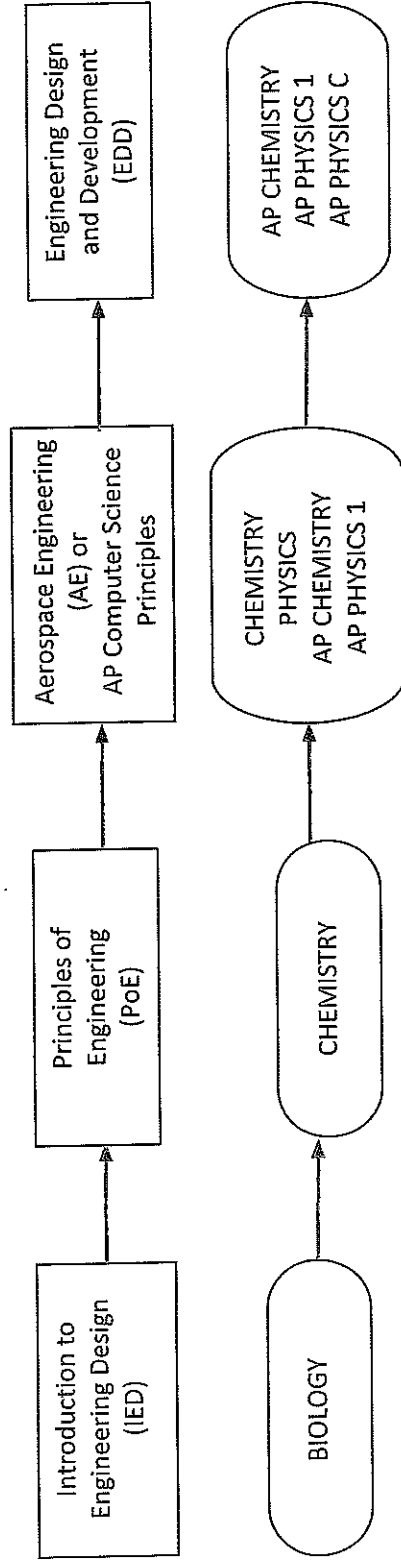 Introduction to
Engineering Design
(IED)
Principles of
Engineering
(PoE)
Aerospace Engineering
(AE) or
AP Computer Science
Principles
Engineering Design
and Development
(EDD)
BIOLOGY
CHEMISTRY
CHEMISTRY
PHYSICS
AP CHEMISTRY
AP PHYSICS 1
AP CHEMISTRY
AP PHYSICS 1
AP PHYSICS C